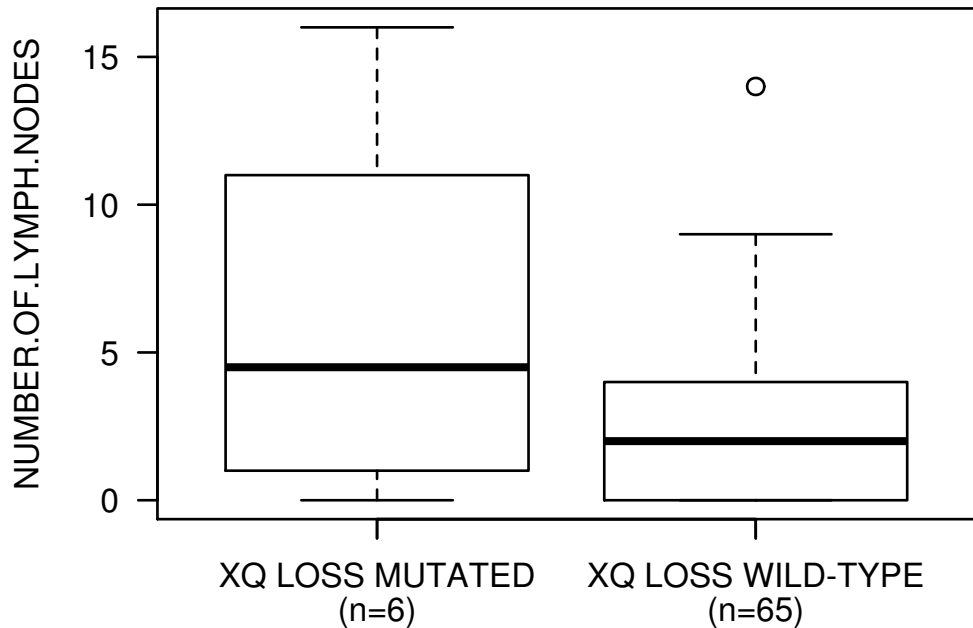 NUMBER.OF.LYMPH.NODES
15
10
5
0
XQ LOSS MUTATED
(n=6)
XQ LOSS WILD-TYPE
(n=65)